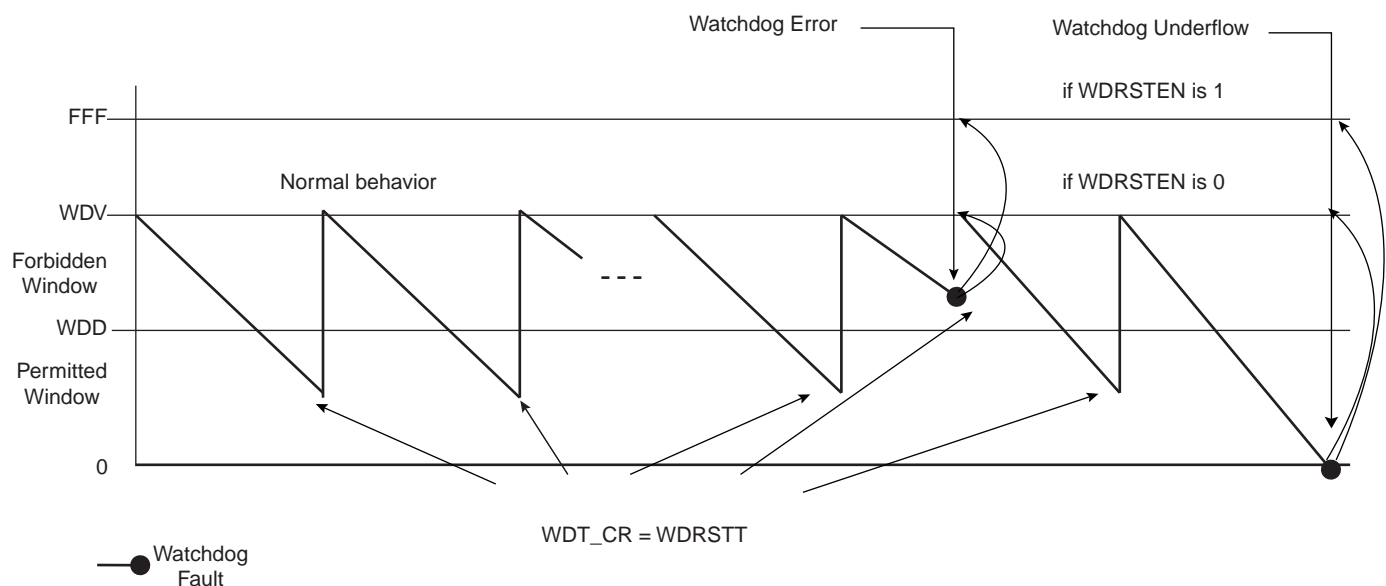 Watchdog Error
Watchdog Underflow
if WDRSTEN is 1
FFF
Normal behavior
if WDRSTEN is 0
WDV
Forbidden
Window
WDD
Permitted
Window
0
WDT_CR = WDRSTT
Watchdog
Fault